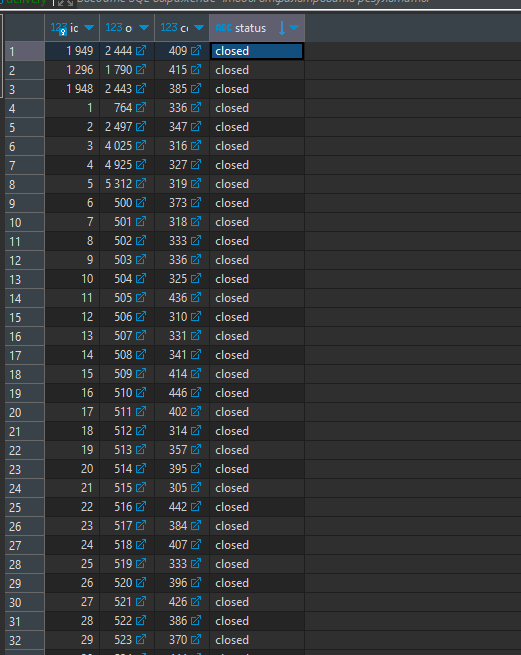 delivery
123 ic 123 o 123 co ABC status
1 1 949 2 444 409 closed
2 1 296 1 790 415 closed
3 1 948 2 443 385 closed
4 1 764 336 closed
5 2 2 497 347 closed
6 3 4 025 316 closed
7 4 4 925 327 closed
8 5 5 312 319 closed
9 6 500 373 closed
10 7 501 318 closed
11 8 502 333 closed
12 9 503 336 closed
13 10 504 325 closed
14 11 505 436 closed
15 12 506 310 closed
16 13 507 331 closed
17 14 508 341 closed
18 15 509 414 closed
19 16 510 446 closed
20 17 511 402 closed
21 18 512 314 closed
22 19 513 357 closed
23 20 514 395 closed
24 21 515 305 closed
25 22 516 442 closed
26 23 517 384 closed
27 24 518 407 closed
28 25 519 333 closed
29 26 520 396 closed
30 27 521 426 closed
31 28 522 386 closed
32 29 523 370 closed